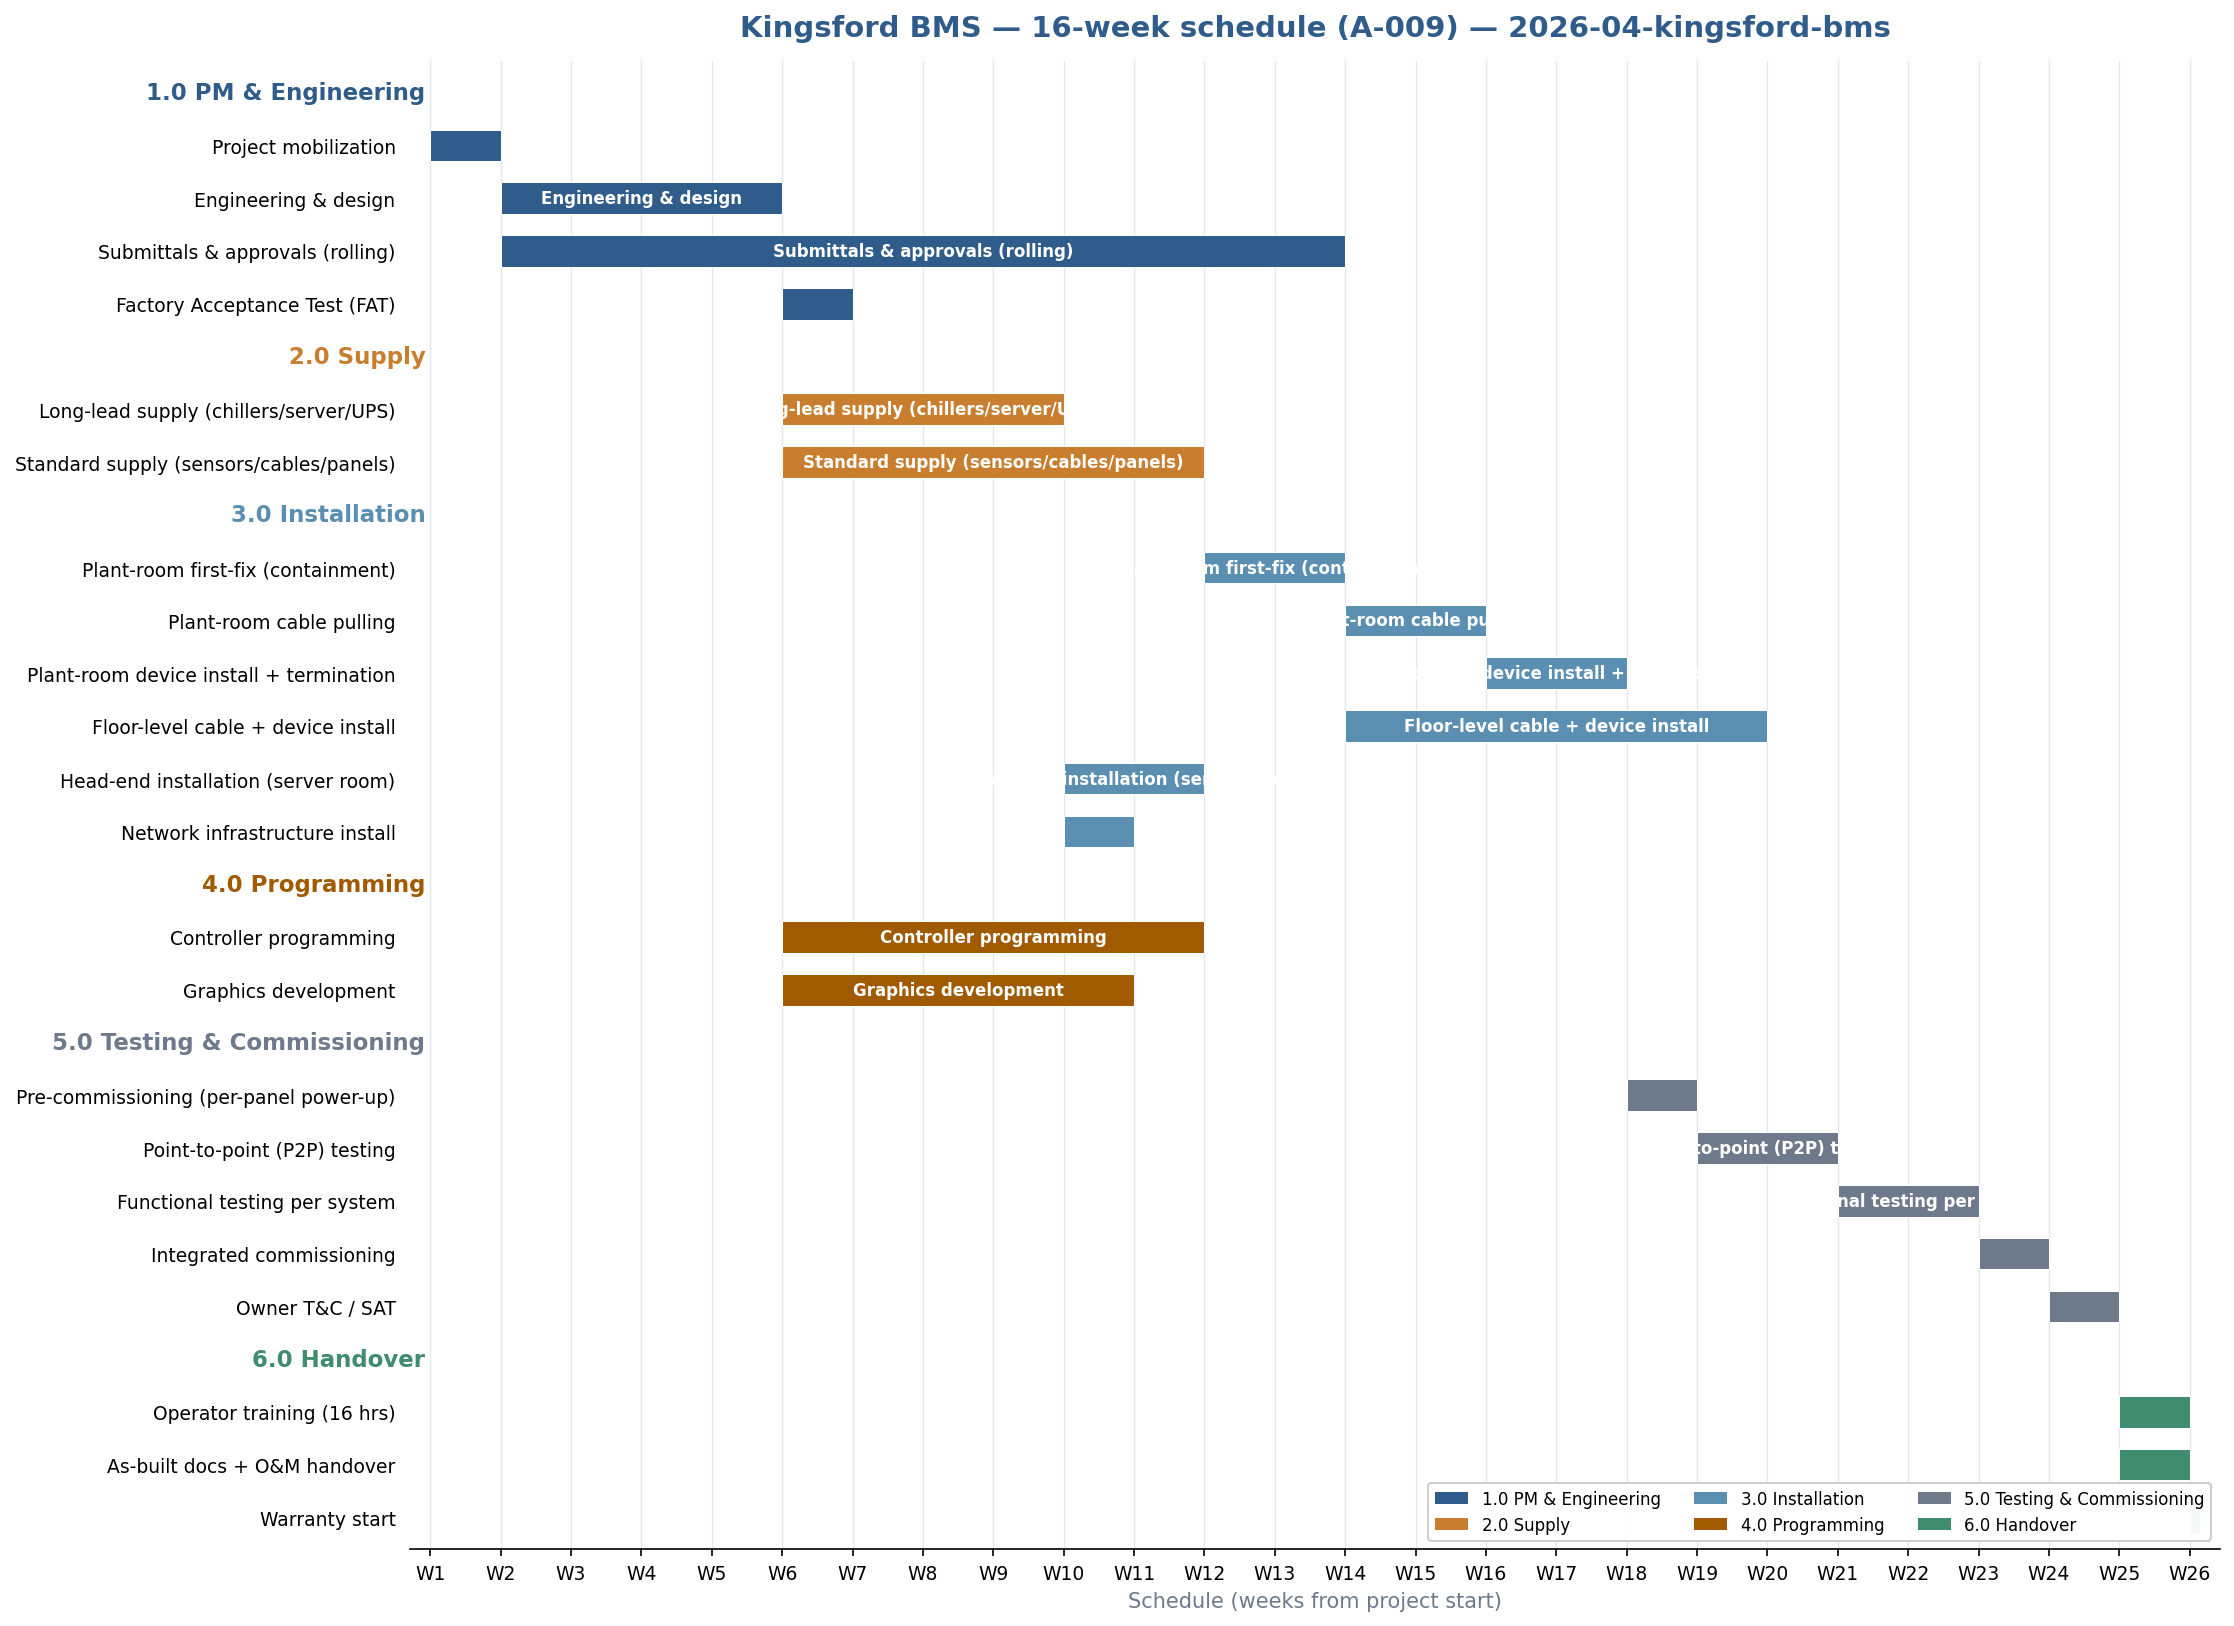 Kingsford BMS — 16-week schedule (A-009) — 2026-04-kingsford-bms
1.0 PM & Engineering
Project mobilization
Engineering & design
Engineering & design
Submittals & approvals (rolling)
Submittals & approvals (rolling)
Factory Acceptance Test (FAT)
2.0 Supply
Long-lead supply (chillers/server/UPS)
g-lead supply (chillers/server/U
Standard supply (sensors/cables/panels)
Standard supply (sensors/cables/panels)
3.0 Installation
Plant-room first-fix (containment)
m first-fix (cont
Plant-room cable pulling
t-room cable pu
Plant-room device install + termination
device install +
Floor-level cable + device install
Floor-level cable + device install
Head-end installation (server room)
installation (ser
Network infrastructure install
4.0 Programming
Controller programming
Controller programming
Graphics development
Graphics development
5.0 Testing & Commissioning
Pre-commissioning (per-panel power-up)
Point-to-point (P2P) testing
to-point (P2P) t
Functional testing per system
nal testing per
Integrated commissioning
Owner T&C / SAT
6.0 Handover
Operator training (16 hrs)
As-built docs + O&M handover
Warranty start
1.0 PM & Engineering 3.0 Installation 5.0 Testing & Commissioning
2.0 Supply 4.0 Programming 6.0 Handover
W1 W2 W3 W4 W5 W6 W7 W8 W9 W10 W11 W12 W13 W14 W15 W16 W17 W18 W19 W20 W21 W22 W23 W24 W25 W26
Schedule (weeks from project start)